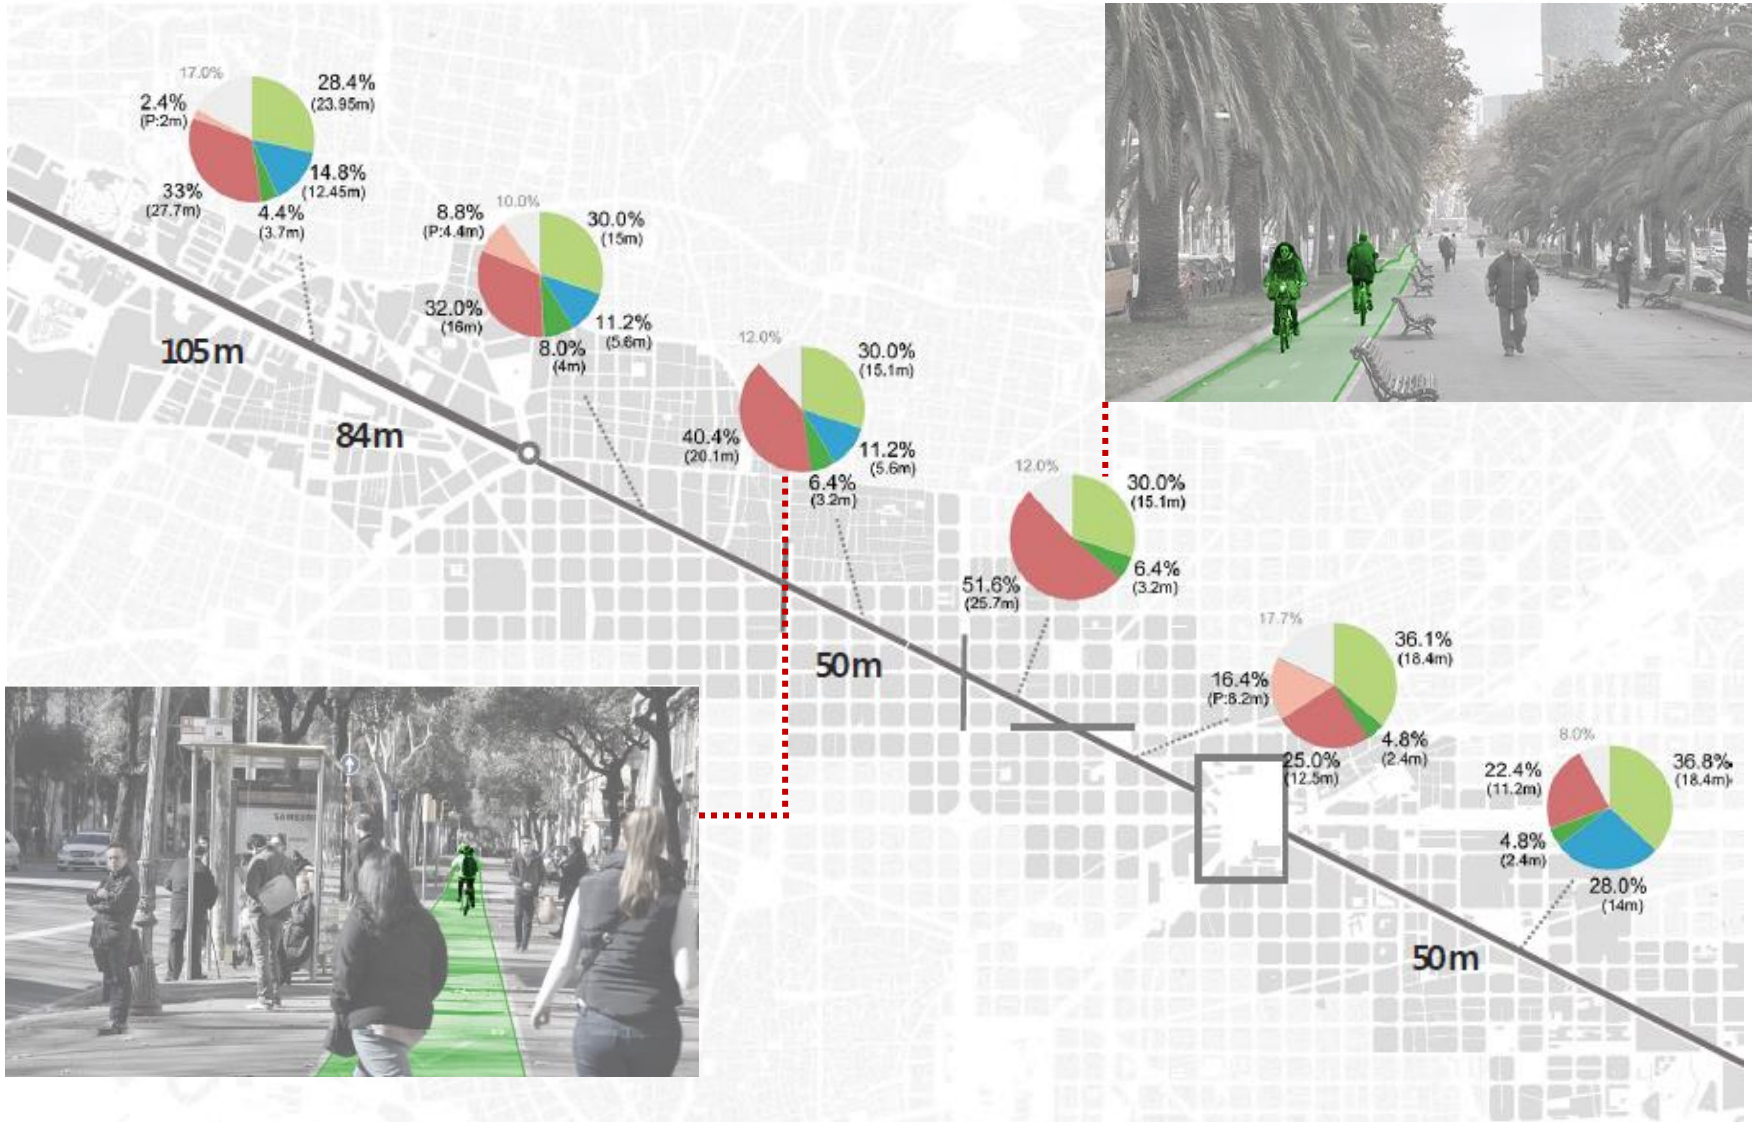 17.0%
28.4%
(23.95m)
2.4%
(P:2m)
14.8%
(12.45m)
33%
(27.7m)
4.4%
(3.7m)
105m
8.8%
(P:4.4m)
10.0%
30.0%
(15m)
32.0%
(16m)
11.2%
(5.6m)
8.0%
(4m)
84m
12.0%
30.0%
(15.1m)
40.4%
(20.1m)
11.2%
(5.6m)
6.4%
(3.2m)
12.0%
30.0%
(15.1m)
51.6%
(25.7m)
6.4%
(3.2m)
50m
17.7%
36.1%
(18.4m)
16.4%
(P:8.2m)
25.0%
(12.5m)
4.8%
(2.4m)
8.0%
36.8%
(18.4m)
22.4%
(11.2m)
4.8%
(2.4m)
28.0%
(14m)
50m